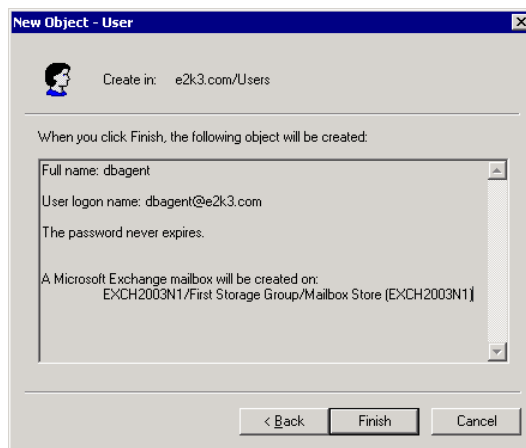 New Object - User
Create in: e2k3.com/Users
When you click Finish, the following object will be created:
Full name: dbagent
User logon name: dbagent@e2k3.com
The password never expires.
A Microsoft Exchange mailbox will be created on:
EXCH2003N1/First Storage Group/Mailbox Store (EXCH2003N1)
< Back Finish Cancel